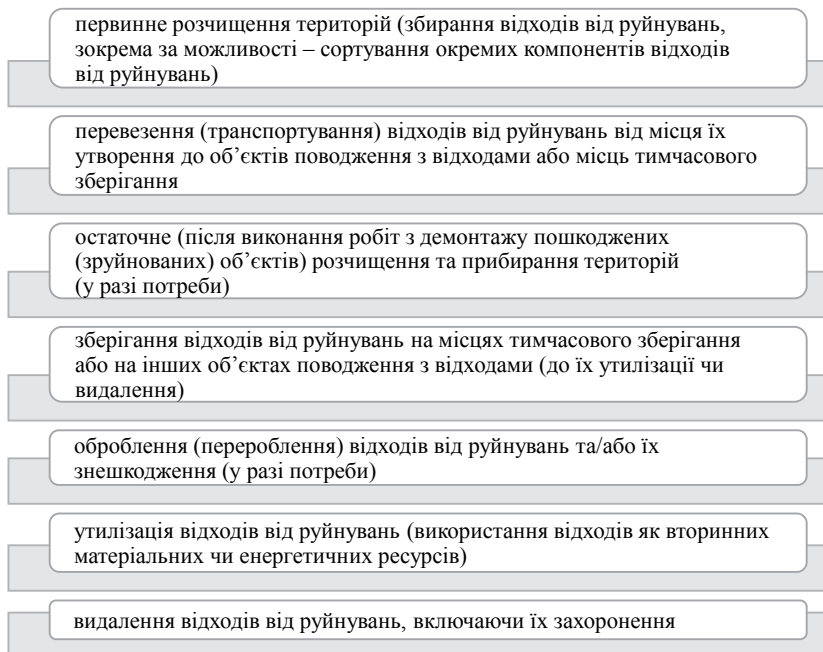 первинне розчищення територій (збирання відходів від руйнувань,
зокрема за можливості – сортування окремих компонентів відходів
від руйнувань)
перевезення (транспортування) відходів від руйнувань від місця їх
утворення до об’єктів поводження з відходами або місць тимчасового
зберігання
остаточне (після виконання робіт з демонтажу пошкоджених
(зруйнованих) об’єктів) розчищення та прибирання територій
(у разі потреби)
зберігання відходів від руйнувань на місцях тимчасового зберігання
або на інших об’єктах поводження з відходами (до їх утилізації чи
видалення)
оброблення (перероблення) відходів від руйнувань та/або їх
знешкодження (у разі потреби)
утилізація відходів від руйнувань (використання відходів як вторинних
матеріальних чи енергетичних ресурсів)
видалення відходів від руйнувань, включаючи їх захоронення